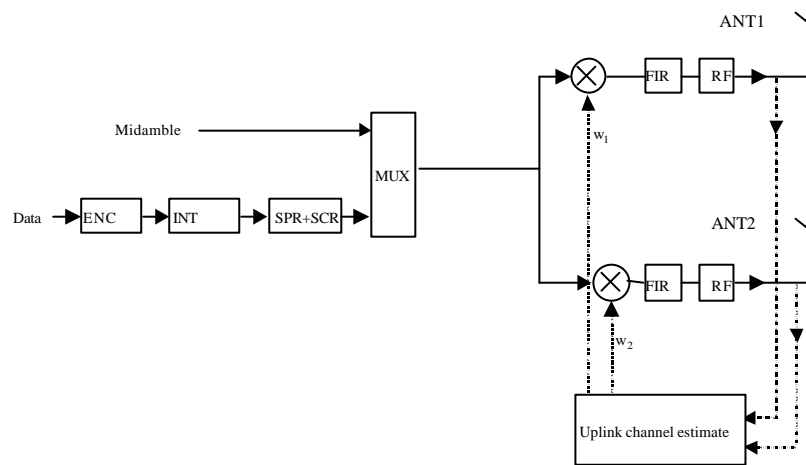 ANT1
FIR
RF
Midamble
w1
MUX
Data
ENC
INT
SPR+SCR
ANT2
FIR
RF
w2
Uplink channel estimate